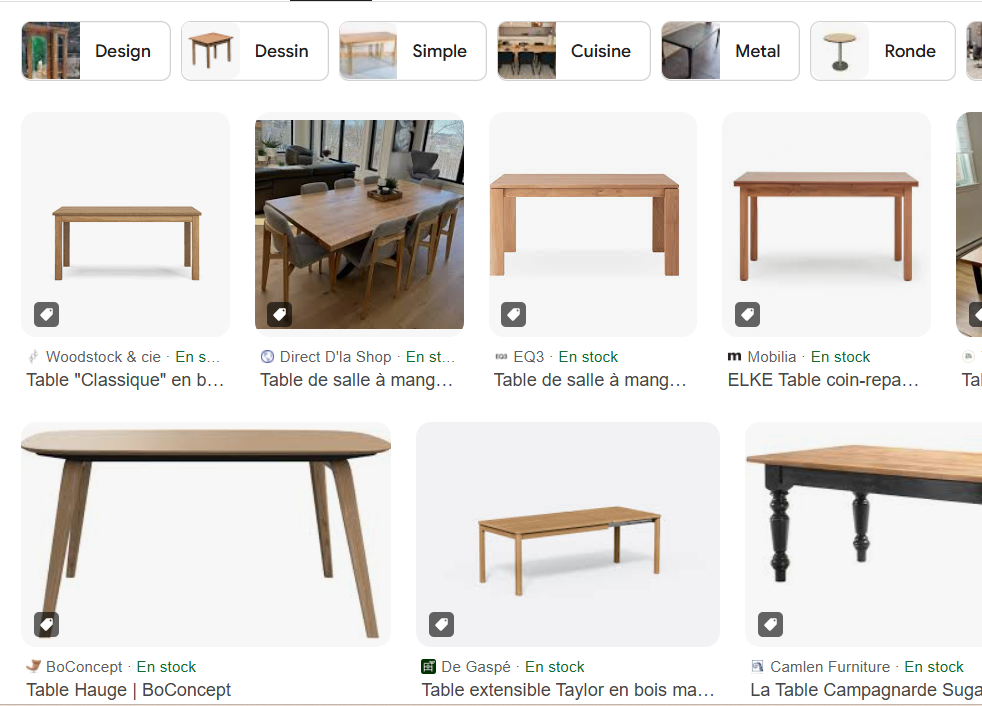 Design
Dessin
Simple
Cuisine
Metal
Ronde
Woodstock & cie · En s...
Table "Classique" en b...
Direct D'la Shop · En st...
Table de salle à mang...
EQ3 · En stock
Table de salle à mang...
m Mobilia · En stock
ELKE Table coin-repa...
Tal
BoConcept · En stock
Table Hauge | BoConcept
De Gaspé · En stock
Table extensible Taylor en bois ma...
Camlen Furniture · En stock
La Table Campagnarde Suga